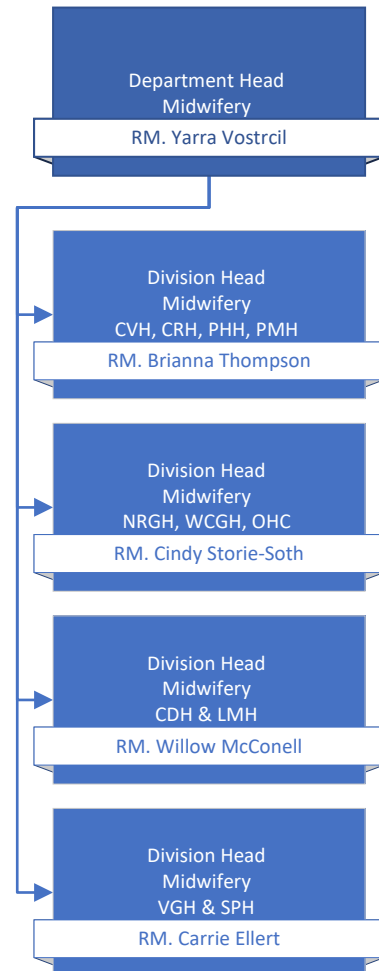 Department Head
Midwifery
RM. Yarra Vostrcil
Division Head
Midwifery
CVH, CRH, PHH, PMH
RM. Brianna Thompson
Division Head
Midwifery
NRGH, WCGH, OHC
RM. Cindy Storie-Soth
Division Head
Midwifery
CDH & LMH
RM. Willow McConell
Division Head
Midwifery
VGH & SPH
RM. Carrie Ellert